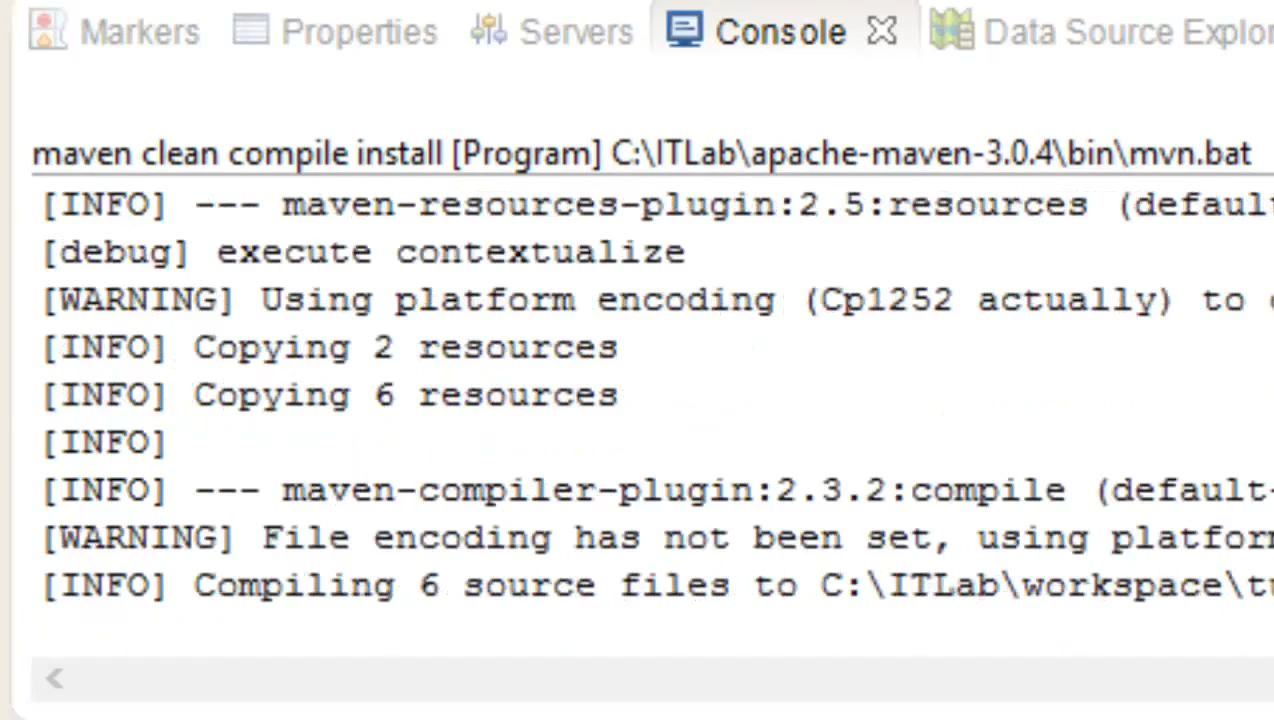 Markers Properties Servers Console Data Source Explor
maven clean compile install [Program] C:\ITLab\apache-maven-3.0.4\bin\mvn.bat
[INFO] --- maven-resources-plugin:2.5:resources (default
[debug] execute contextualize
[WARNING] Using platform encoding (Cp1252 actually) to
[INFO] Copying 2 resources
[INFO] Copying 6 resources
[INFO]
[INFO] --- maven-compiler-plugin:2.3.2:compile (default-
[WARNING] File encoding has not been set, using platform
[INFO] Compiling 6 source files to C:\ITLab\workspace\tu